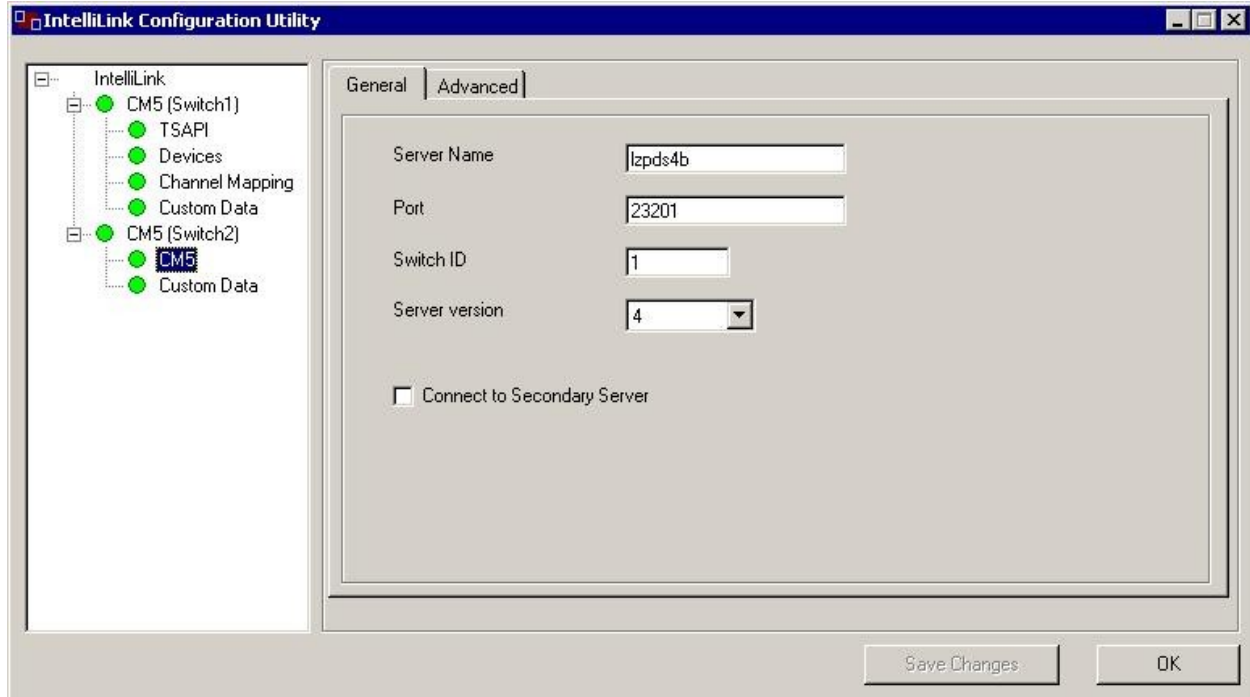 IntelliLink Configuration Utility
IntelliLink
CM5 (Switch1)
TSAPI
Devices
Channel Mapping
Custom Data
CM5 (Switch2)
CM5
Custom Data
General
Advanced
Server Name
lzpds4b
Port
23201
Switch ID
1
Server version
4
Connect to Secondary Server
Save Changes
OK